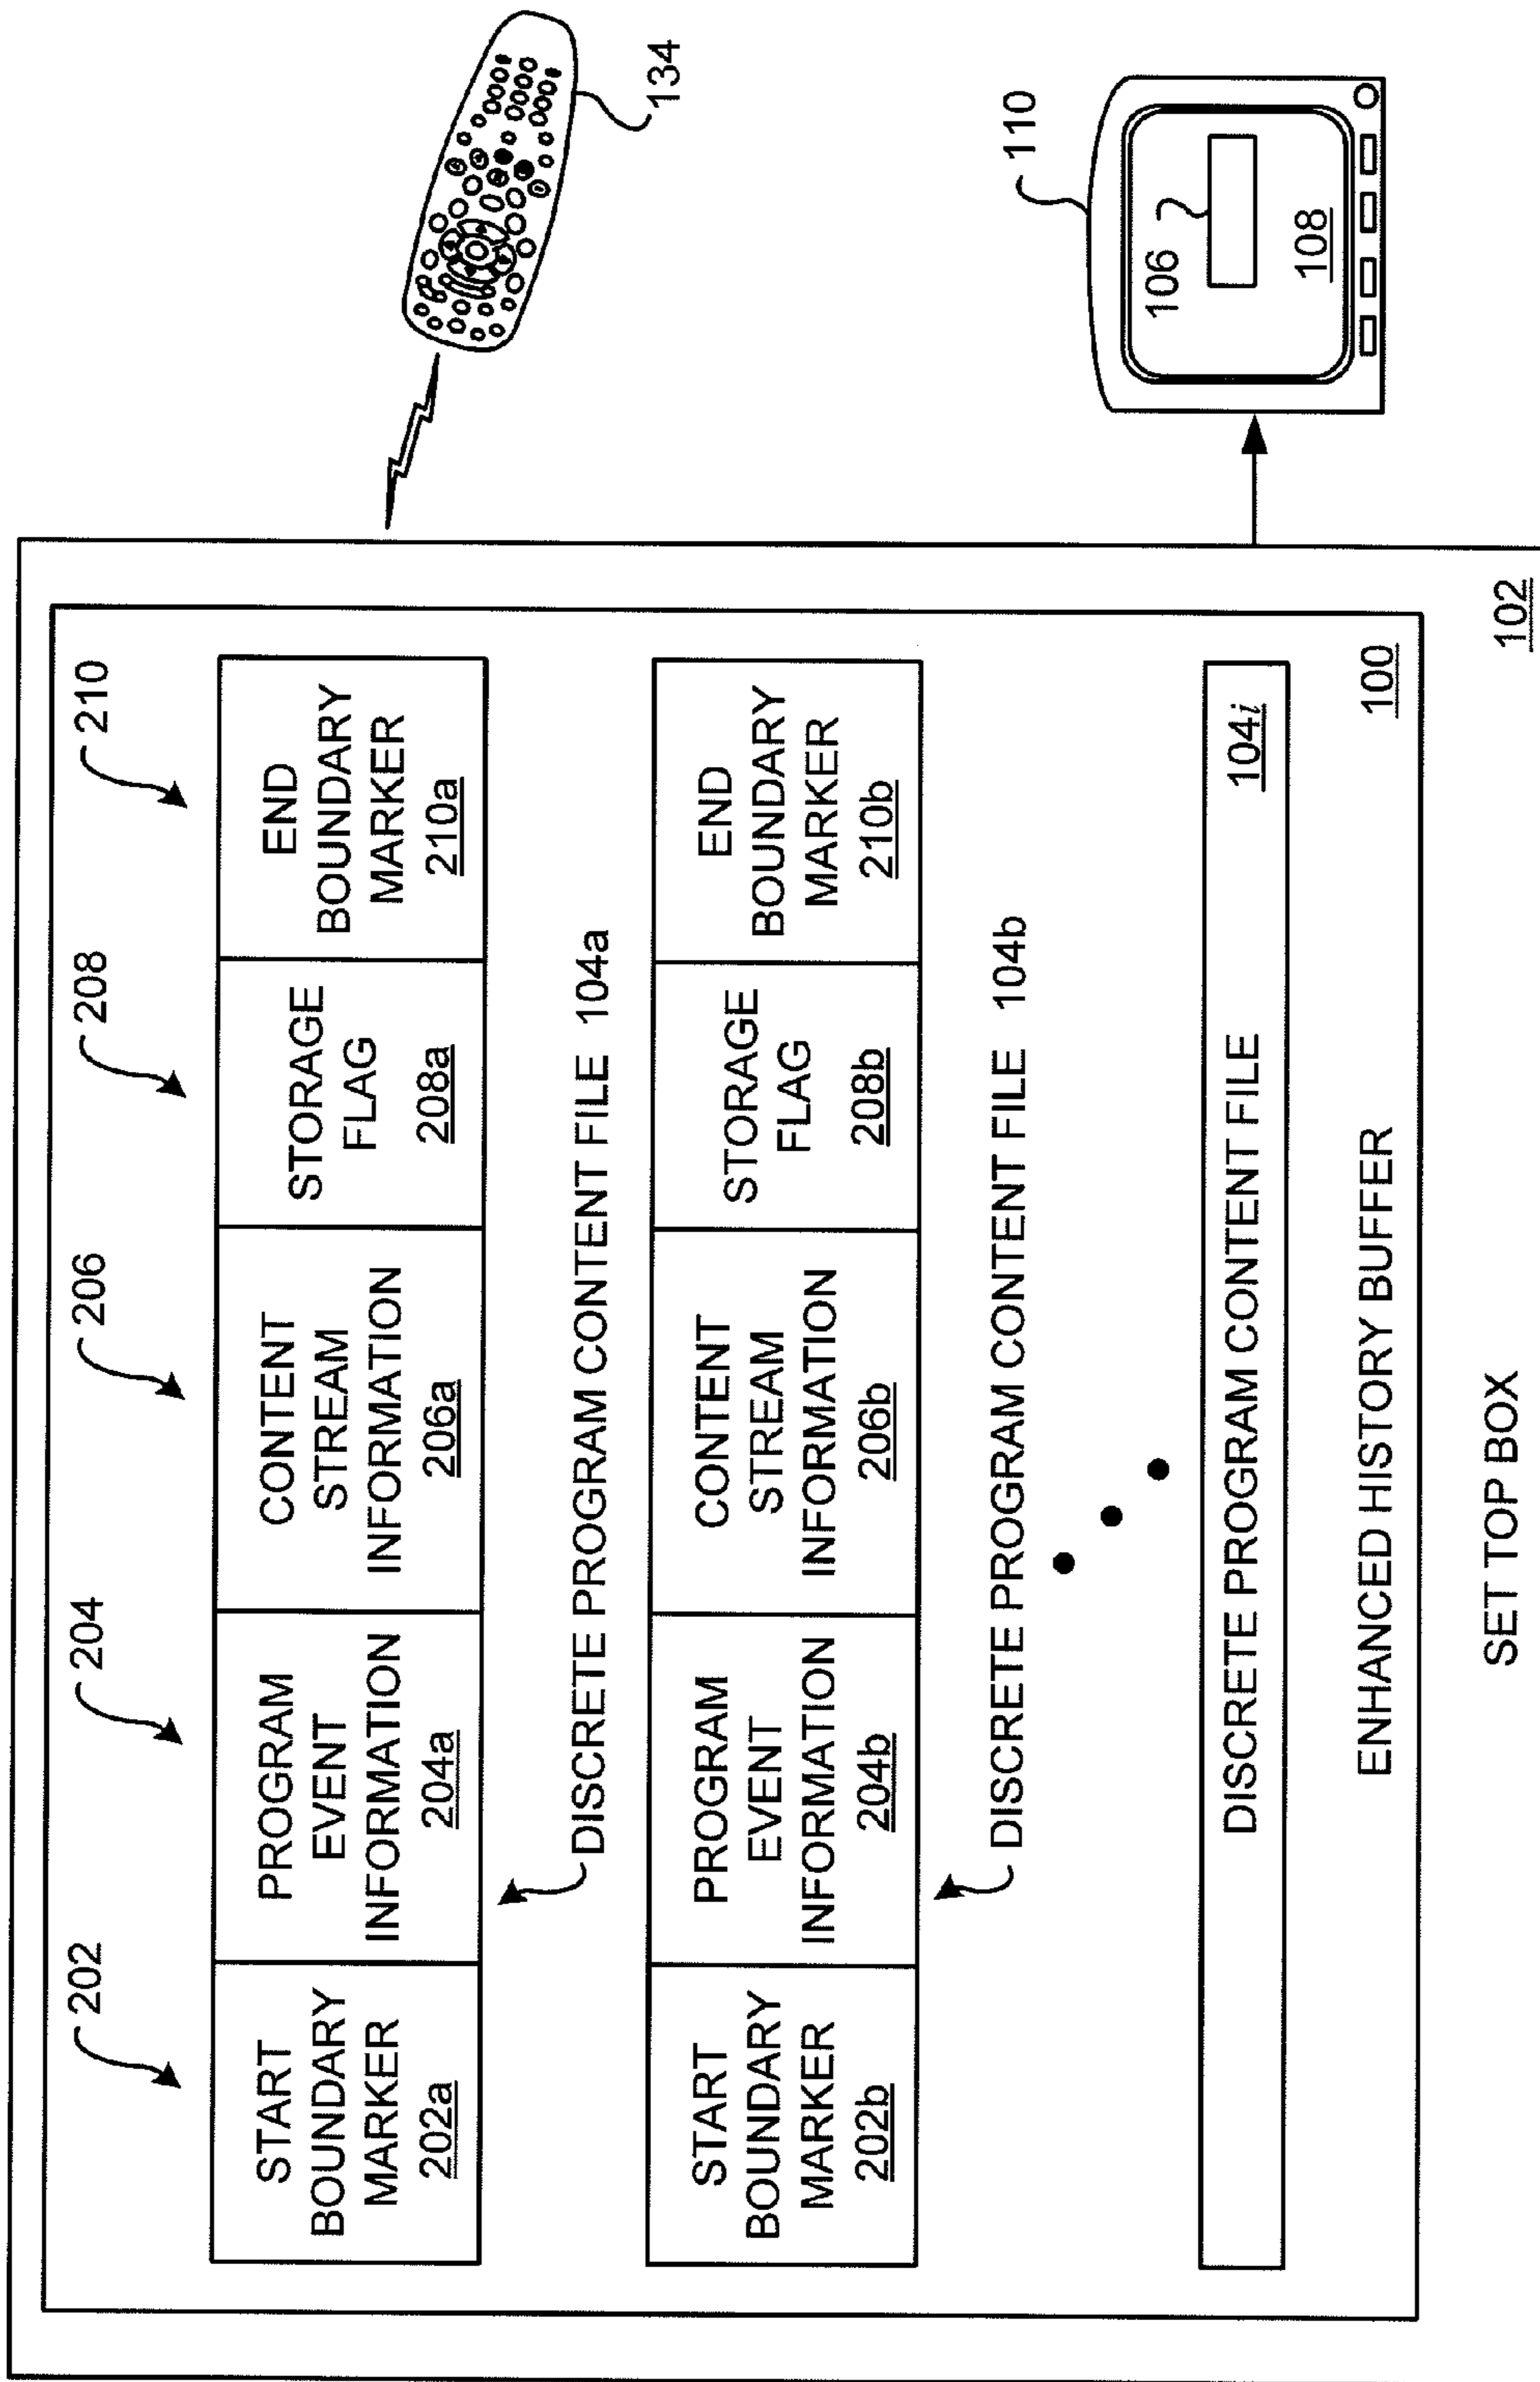 202
204
206
208
210
START
BOUNDARY
MARKER
202a
PROGRAM
EVENT
INFORMATION
204a
CONTENT
STREAM
INFORMATION
206a
STORAGE
FLAG
208a
END
BOUNDARY
MARKER
210a
DISCRETE PROGRAM CONTENT FILE 104a
START
BOUNDARY
MARKER
202b
PROGRAM
EVENT
INFORMATION
204b
CONTENT
STREAM
INFORMATION
206b
STORAGE
FLAG
208b
END
BOUNDARY
MARKER
210b
DISCRETE PROGRAM CONTENT FILE 104b
DISCRETE PROGRAM CONTENT FILE 104i
ENHANCED HISTORY BUFFER 100
SET TOP BOX 102
134
110
106
108